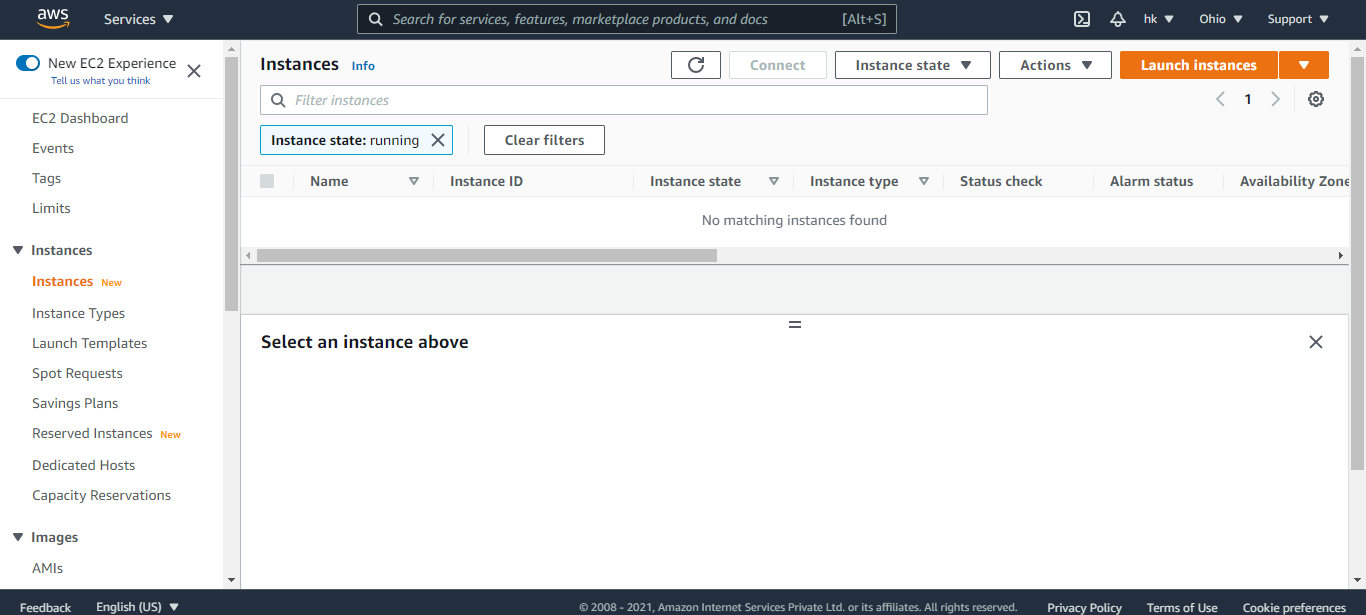 aws
Services
Search for services, features, marketplace products, and docs [Alt+S]
hk
Ohio
Support
New EC2 Experience
Tell us what you think
EC2 Dashboard
Events
Tags
Limits
Instances
Instances New
Instance Types
Launch Templates
Spot Requests
Savings Plans
Reserved Instances New
Dedicated Hosts
Capacity Reservations
Images
AMIs
Instances Info
Connect
Instance state
Actions
Launch instances
Filter instances
1
Instance state: running
Clear filters
Name Instance ID Instance state Instance type Status check Alarm status Availability Zone
No matching instances found
Select an instance above
Feedback English (US) © 2008 - 2021, Amazon Internet Services Private Ltd. or its affiliates. All rights reserved. Privacy Policy Terms of Use Cookie preferences